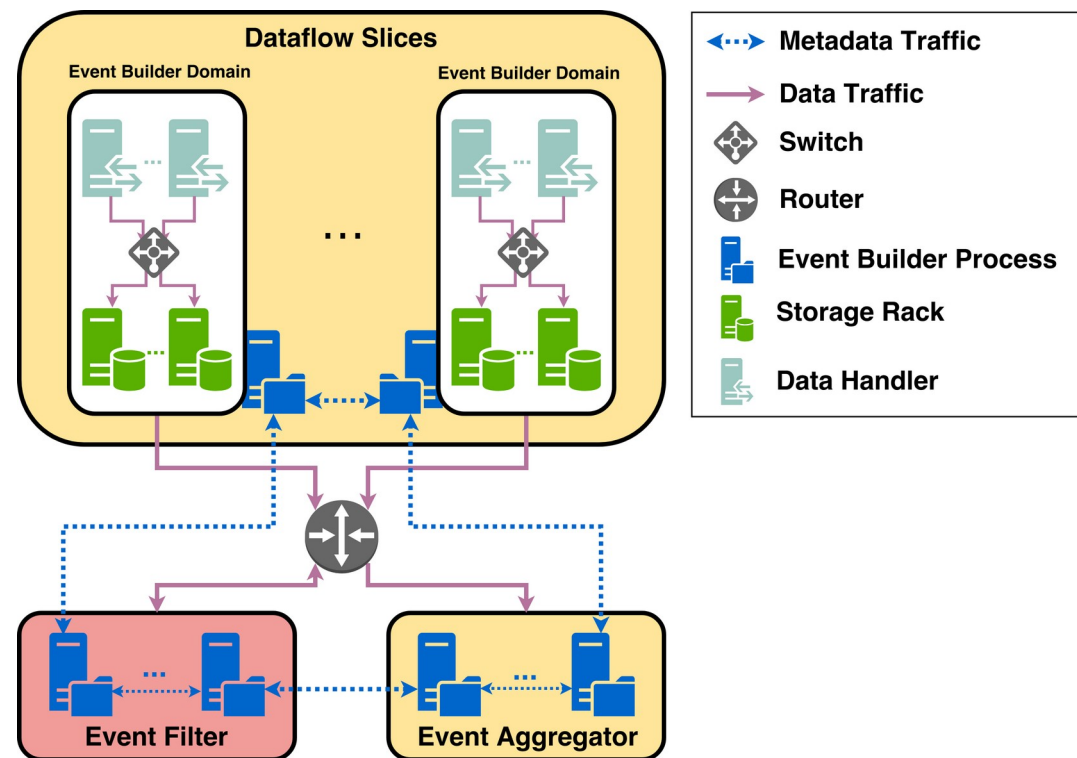 Dataflow Slices
Event Builder Domain
Event Builder Domain
...
...
...
...
...
Event Filter
...
Event Aggregator
...
Metadata Traffic
Data Traffic
Switch
Router
Event Builder Process
Storage Rack
Data Handler